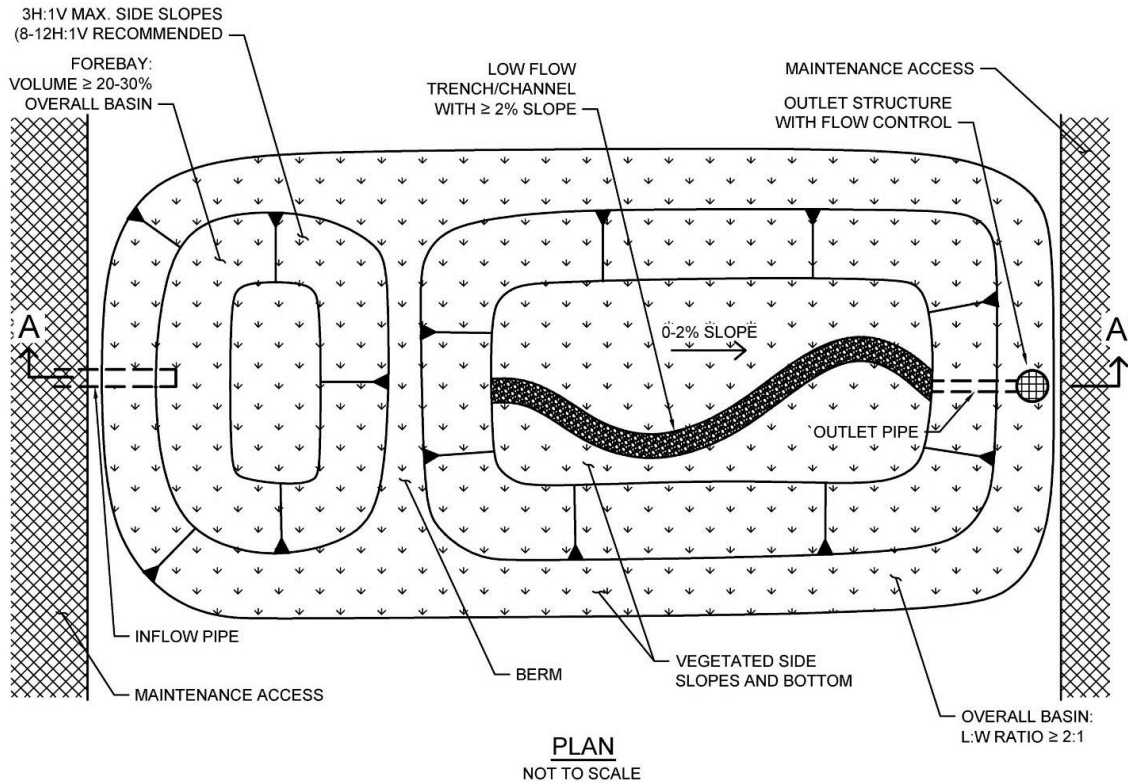 3H:1V MAX. SIDE SLOPES
(8-12H:1V RECOMMENDED
FOREBAY:
VOLUME ≥ 20-30%
OVERALL BASIN
LOW FLOW
TRENCH/CHANNEL
WITH ≥ 2% SLOPE
MAINTENANCE ACCESS
OUTLET STRUCTURE
WITH FLOW CONTROL
A
A
0-2% SLOPE
OUTLET PIPE
INFLOW PIPE
MAINTENANCE ACCESS
BERM
VEGETATED SIDE
SLOPES AND BOTTOM
OVERALL BASIN:
L:W RATIO ≥ 2:1
PLAN
NOT TO SCALE